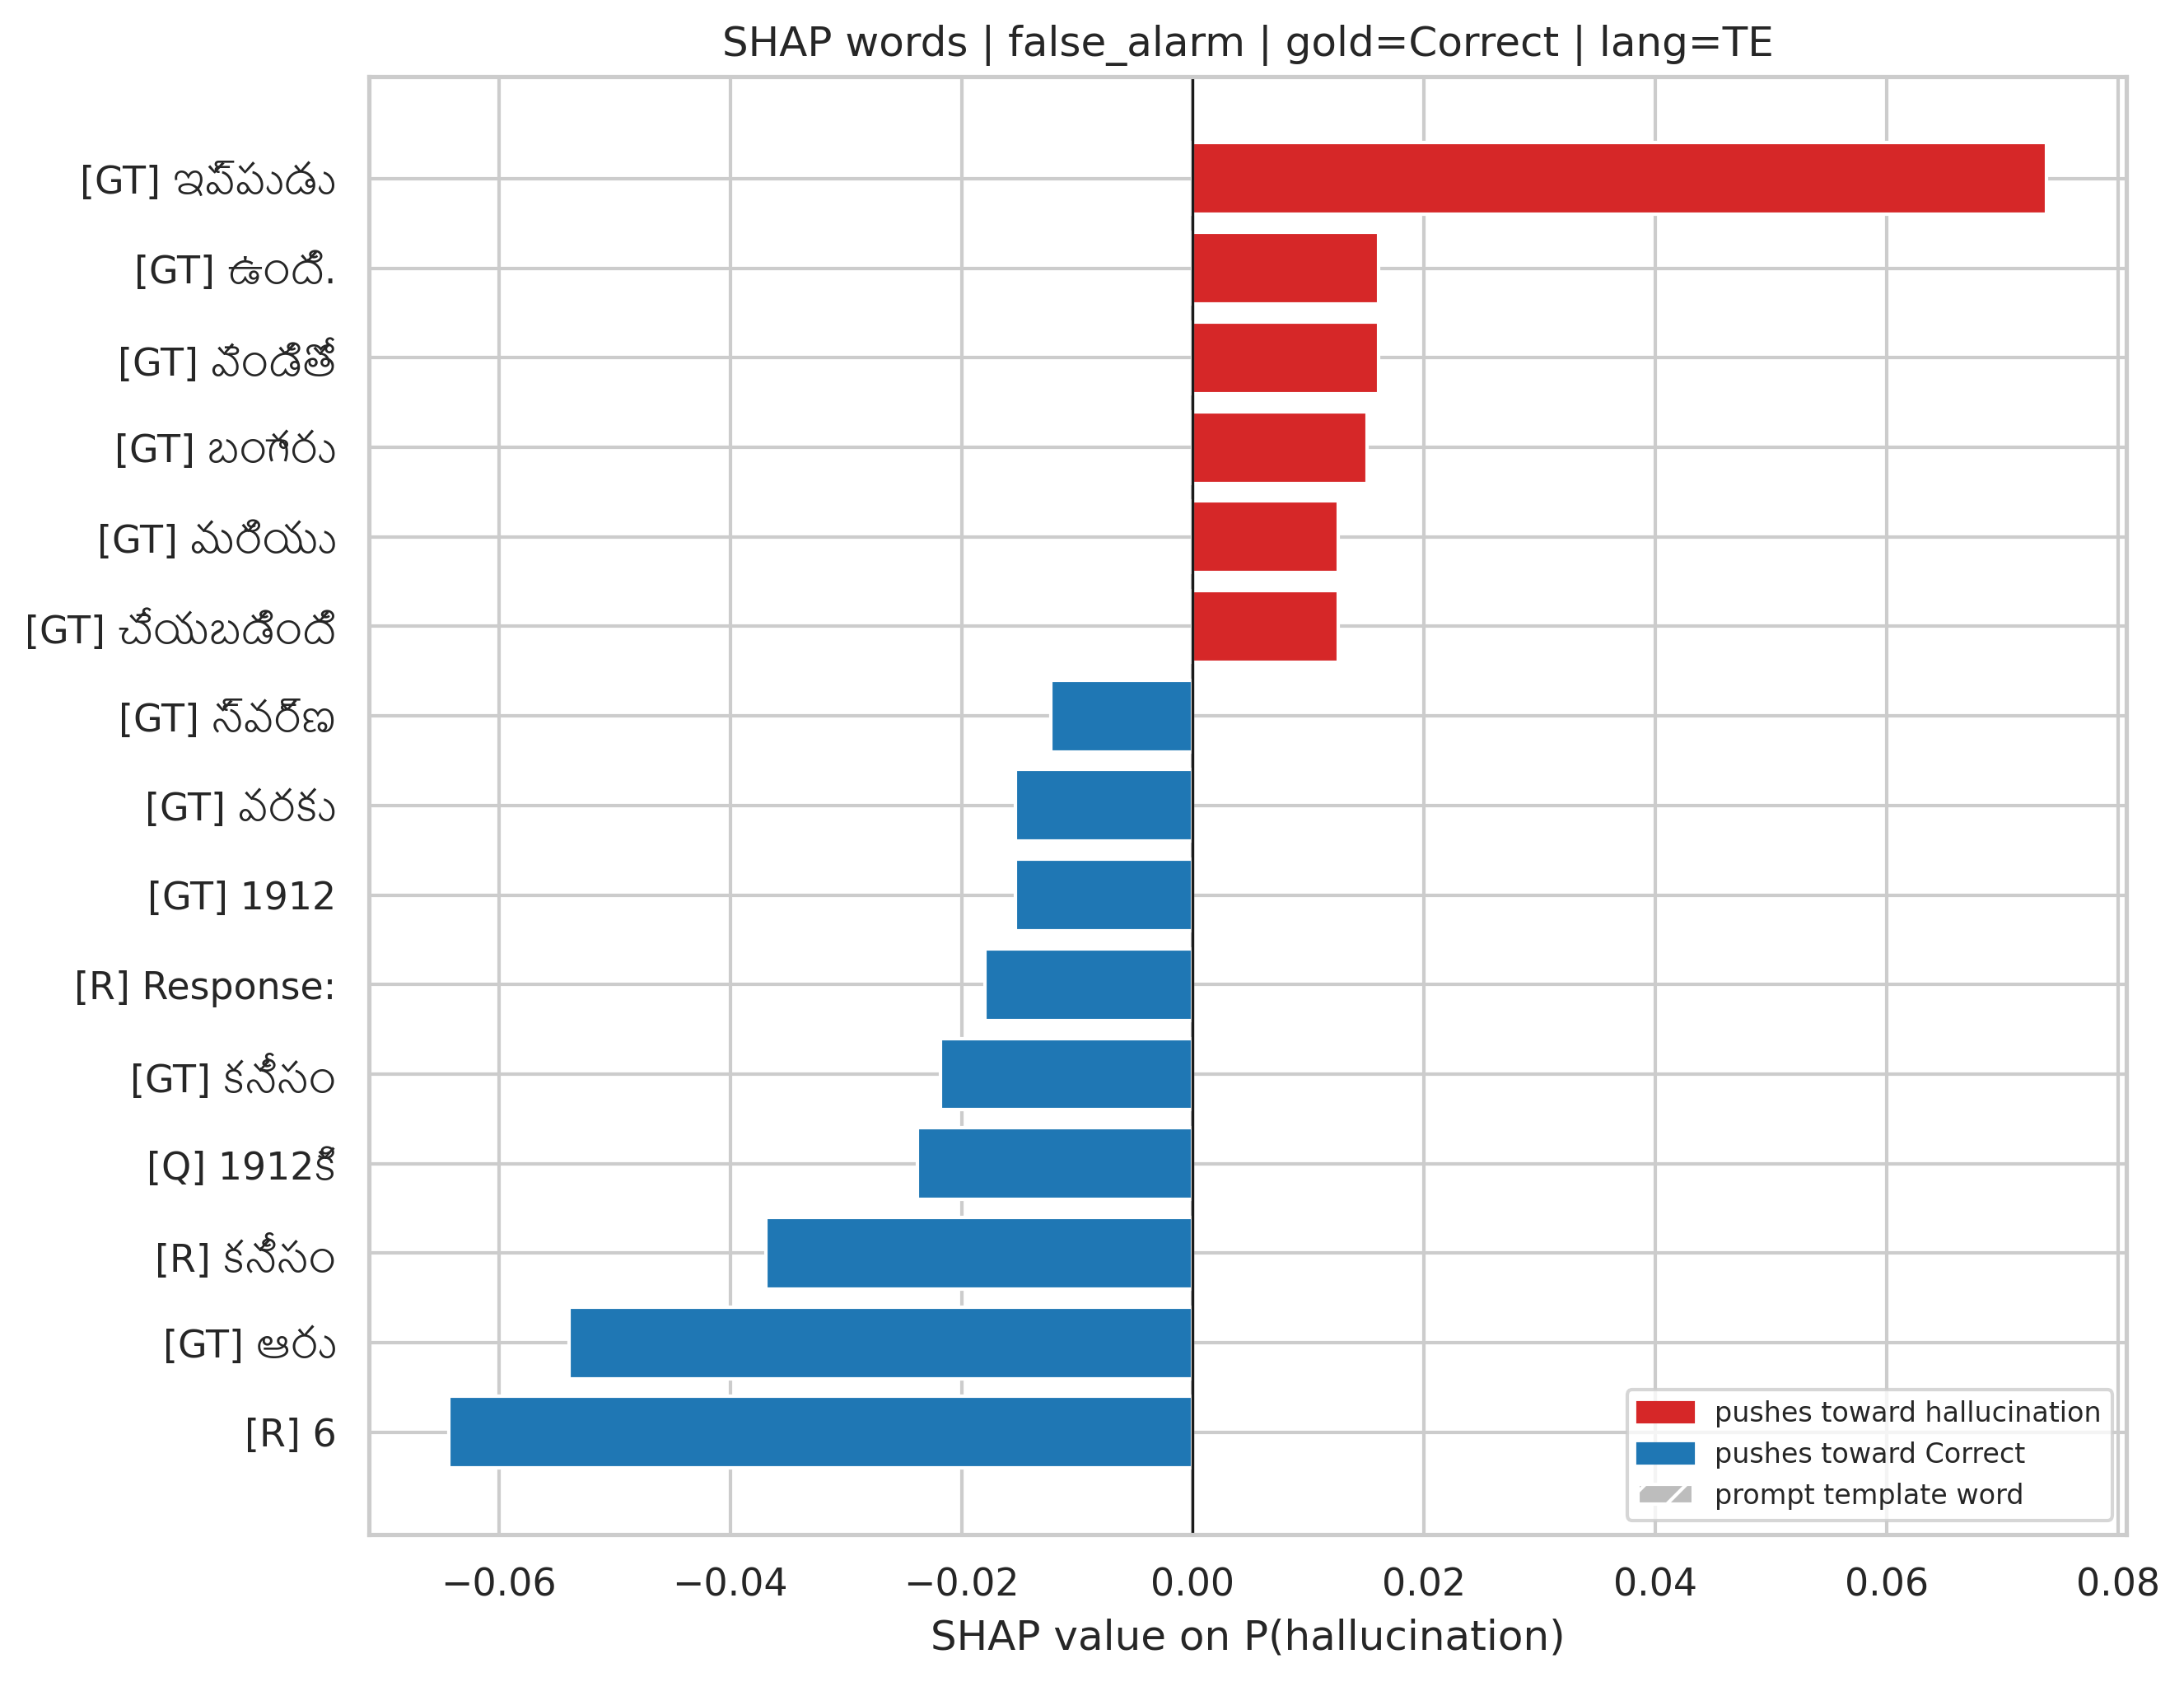 SHAP words | false_alarm | gold=Correct | lang=TE
[GT] ఇప్పుడు
[GT] ఉంది.
[GT] వెండితో
[GT] బంగారు
[GT] మరియు
[GT] చేయబడింది
[GT] స్వర్ణ
[GT] వరకు
[GT] 1912
[R] Response:
[GT] కనీసం
[Q] 1912కి
[R] కనీసం
[GT] ఆరు
[R] 6
pushes toward hallucination
pushes toward Correct
prompt template word
−0.06 −0.04 −0.02 0.00 0.02 0.04 0.06 0.08
SHAP value on P(hallucination)